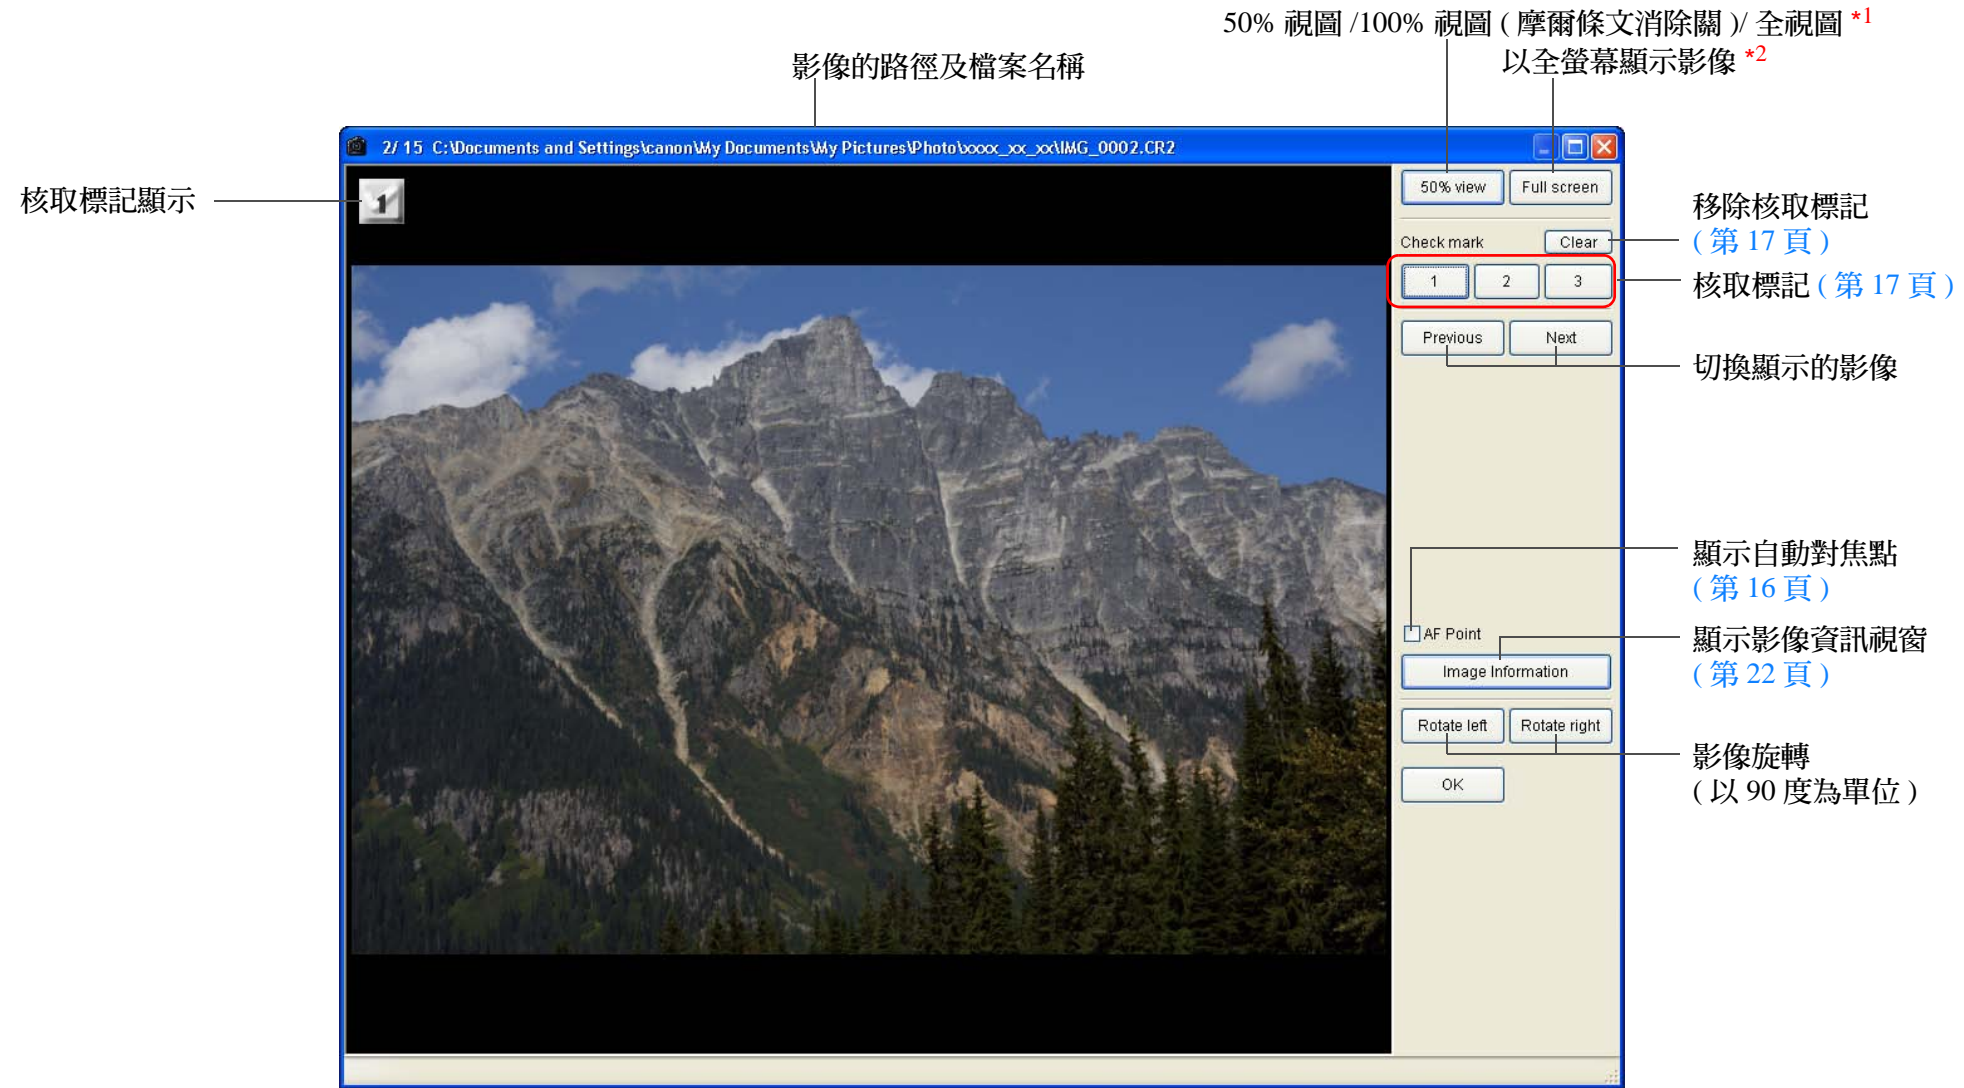 50% 視圖 /100% 視圖 ( 摩爾條文消除關 )/ 全視圖 *1
以全螢幕顯示影像 *2
影像的路徑及檔案名稱
2/ 15 C:\Documents and Settings\canon\My Documents\My Pictures\Photo\xxxx_xx_xx\IMG_0002.CR2
核取標記顯示
1
50% view Full screen
移除核取標記
( 第 17 頁 )
Check mark Clear
1 2 3
核取標記 ( 第 17 頁 )
Previous Next
切換顯示的影像
顯示自動對焦點
( 第 16 頁 )
AF Point
顯示影像資訊視窗
( 第 22 頁 )
Image Information
Rotate left Rotate right
影像旋轉
( 以 90 度為單位 )
OK